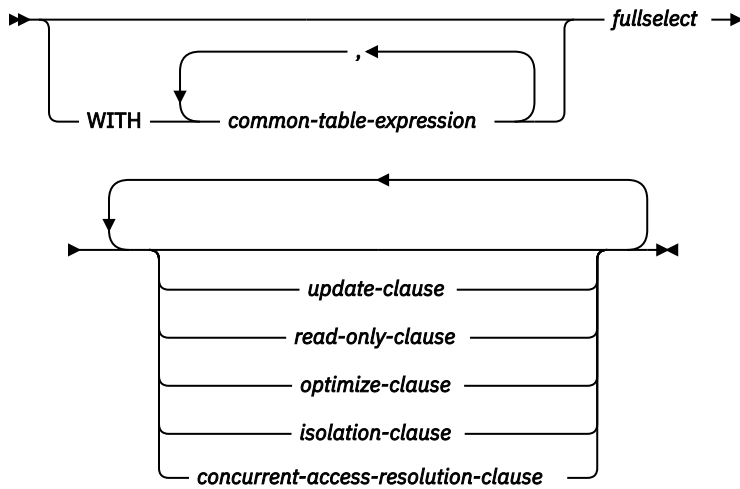 fullselect
,
WITH common-table-expression
update-clause
read-only-clause
optimize-clause
isolation-clause
concurrent-access-resolution-clause